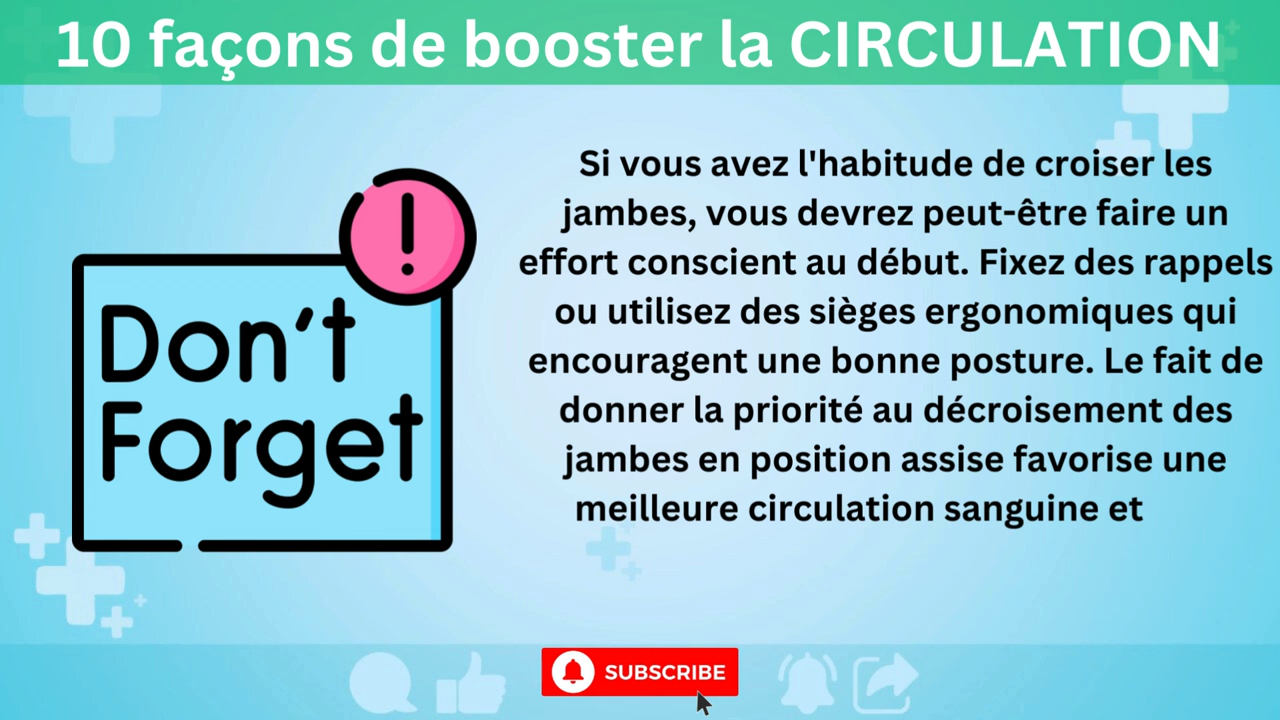 10 façons de booster la CIRCULATION
Si vous avez l'habitude de croiser les
jambes, vous devrez peut-être faire un
effort conscient au début. Fixez des rappels
ou utilisez des sièges ergonomiques qui
encouragent une bonne posture. Le fait de
donner la priorité au décroisement des
jambes en position assise favorise une
meilleure circulation sanguine et
!
Don't
Forget
SUBSCRIBE